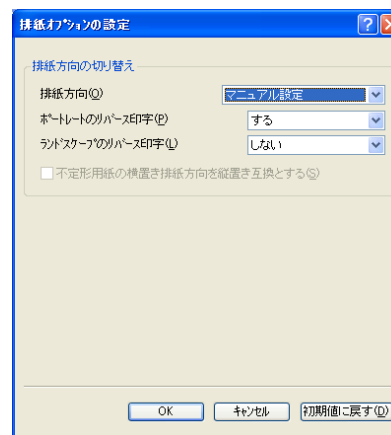 排紙オプションの設定
排紙方向の切り替え
排紙方向(O) マニュアル設定
ポートレートのリバース印字(P) する
ランドスケープのリバース印字(L) しない
不定形用紙の横置き排紙方向を縦置き互換とする(S)
OK キャンセル 初期値に戻す(D)